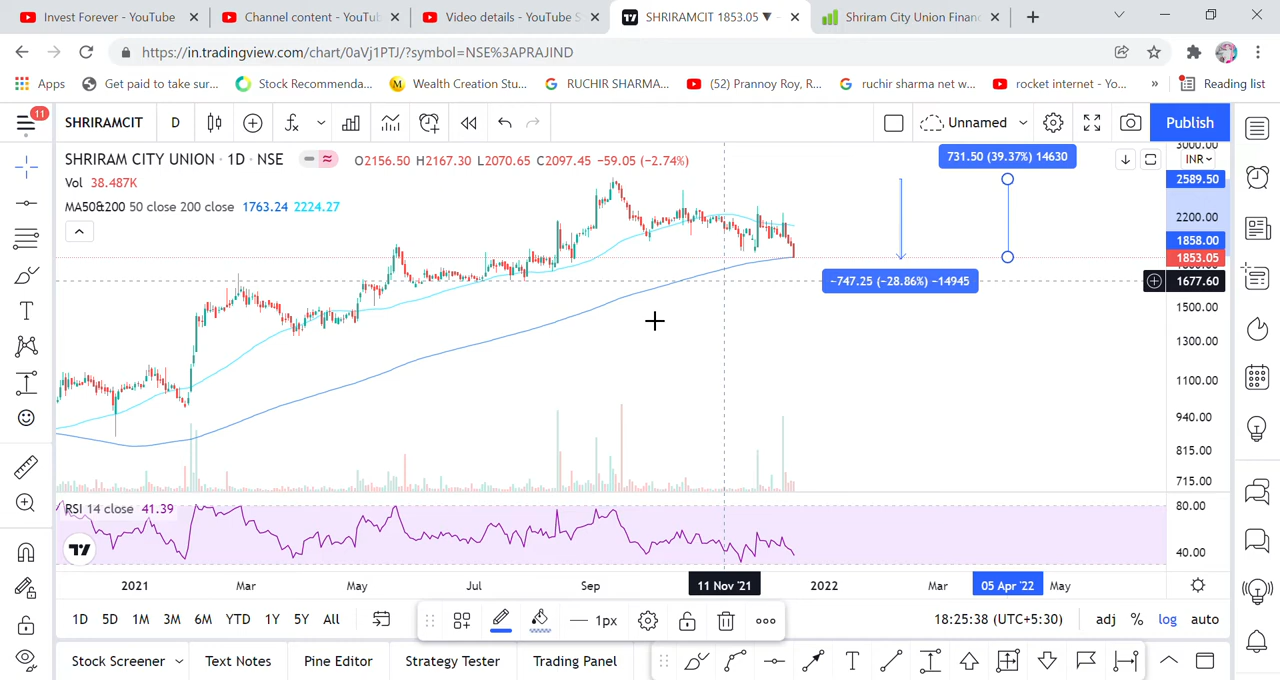 Invest Forever - YouTube
Channel content - YouTu
Video details - YouTube S
SHRIRAMCIT 1853.05 ▼
Shriram City Union Finan
https://in.tradingview.com/chart/0aVj1PTJ/?symbol=NSE%3APRAJIND
Apps
Get paid to take sur...
Stock Recommenda...
Wealth Creation Stu...
RUCHIR SHARMA...
(52) Prannoy Roy, R...
ruchir sharma net w...
rocket internet - Yo...
»
Reading list
11
SHRIRAMCIT
D
Unnamed
Publish
SHRIRAM CITY UNION · 1D · NSE
O2156.50 H2167.30 L2070.65 C2097.45 −59.05 (−2.74%)
Vol 38.487K
MA50&200 50 close 200 close 1763.24 2224.27
731.50 (39.37%) 14630
−747.25 (−28.86%) −14945
3000.00
INR
2589.50
2200.00
1858.00
1853.05
1677.60
1500.00
1300.00
1100.00
940.00
815.00
715.00
RSI 14 close 41.39
80.00
40.00
2021
Mar
May
Jul
Sep
11 Nov '21
2022
Mar
05 Apr '22
May
1D
5D
1M
3M
6M
YTD
1Y
5Y
All
1px
18:25:38 (UTC+5:30)
adj
%
log
auto
Stock Screener
Text Notes
Pine Editor
Strategy Tester
Trading Panel